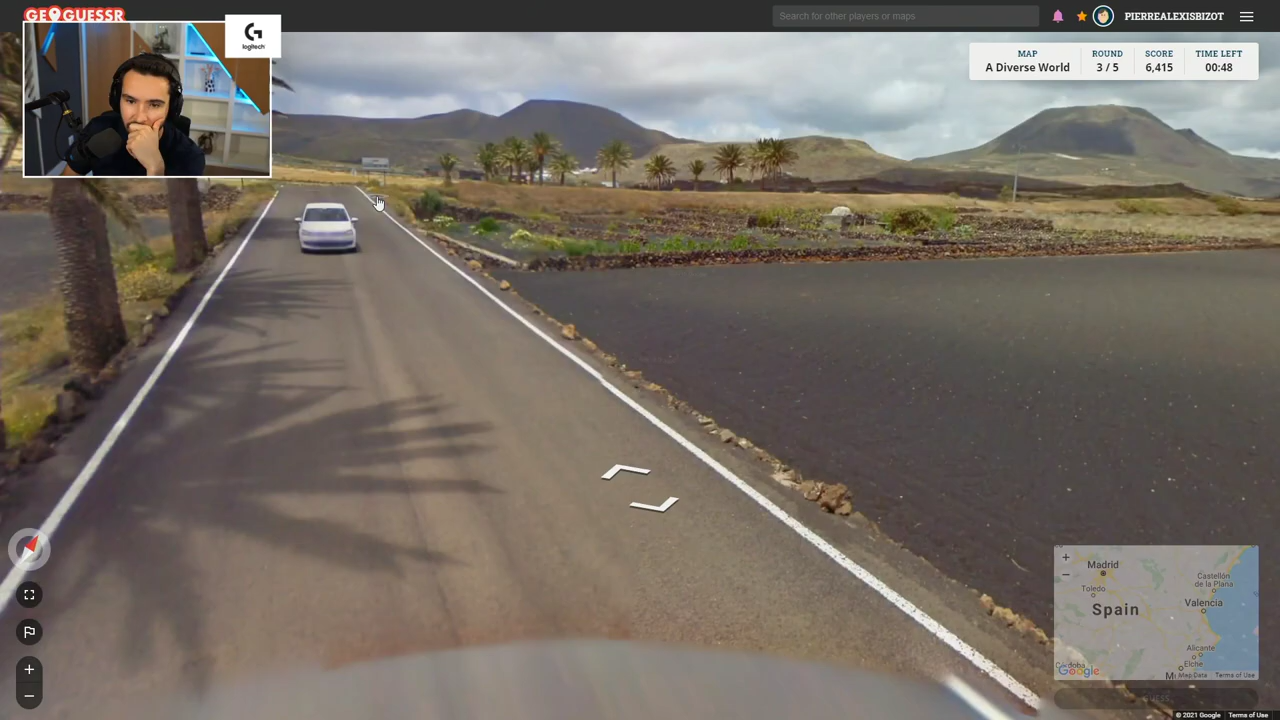 GEOGUESSR
logitech
Search for other players or maps
PIERREALEXISBIZOT
MAP
A Diverse World
ROUND
3 / 5
SCORE
6,415
TIME LEFT
00:48
+
−
+
−
Madrid
Toledo
Castellón
de la Plana
Spain
Valencia
Alicante
Elche
Córdoba
Google
Map Data
Terms of Use
© 2021 Google
Terms of Use